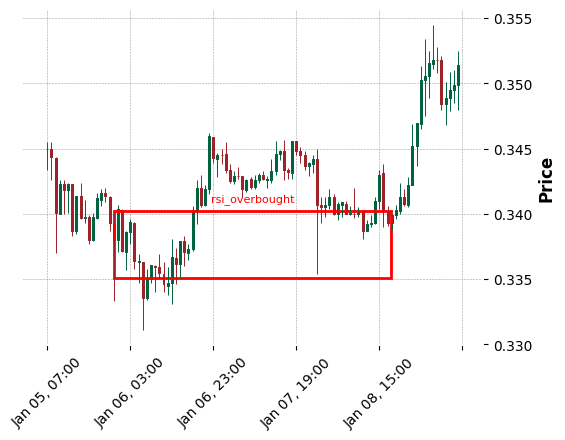 0.355
0.350
0.345
rsi_overbought
0.340
0.335
0.330
Price
Jan 05, 07:00
Jan 06, 03:00
Jan 06, 23:00
Jan 07, 19:00
Jan 08, 15:00